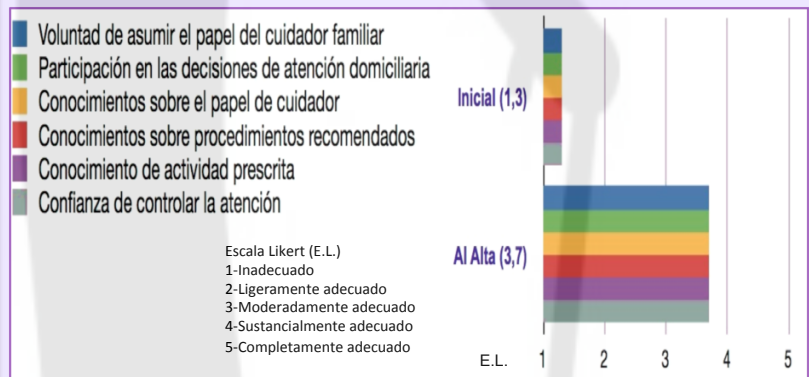 Voluntad de asumir el papel del cuidador familiar
Participación en las decisiones de atención domiciliaria
Conocimientos sobre el papel de cuidador
Conocimientos sobre procedimientos recomendados
Conocimiento de actividad prescrita
Confianza de controlar la atención
Inicial (1,3)
Al Alta (3,7)
Escala Likert (E.L.)
1-Inadecuado
2-Ligeramente adecuado
3-Moderadamente adecuado
4-Sustancialmente adecuado
5-Completamente adecuado
E.L. 1 2 3 4 5